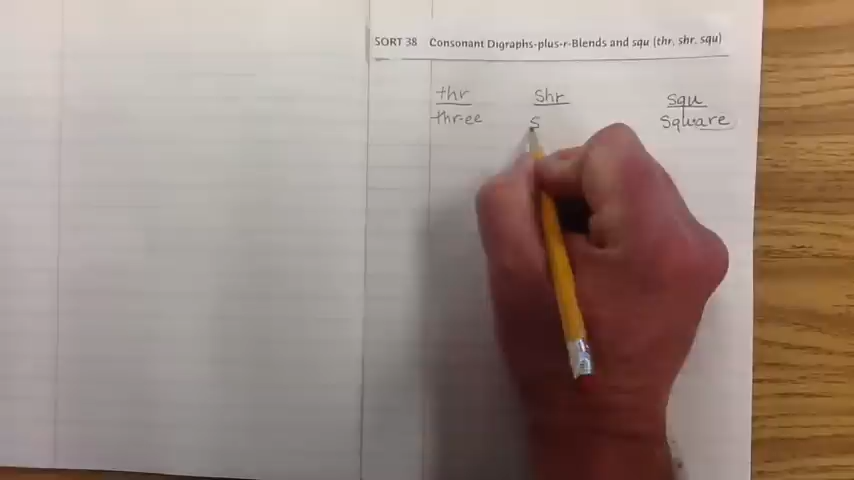 SORT 38 Consonant Digraphs-plus-r-Blends and squ (thr, shr, squ)
thr shr squ
three s square